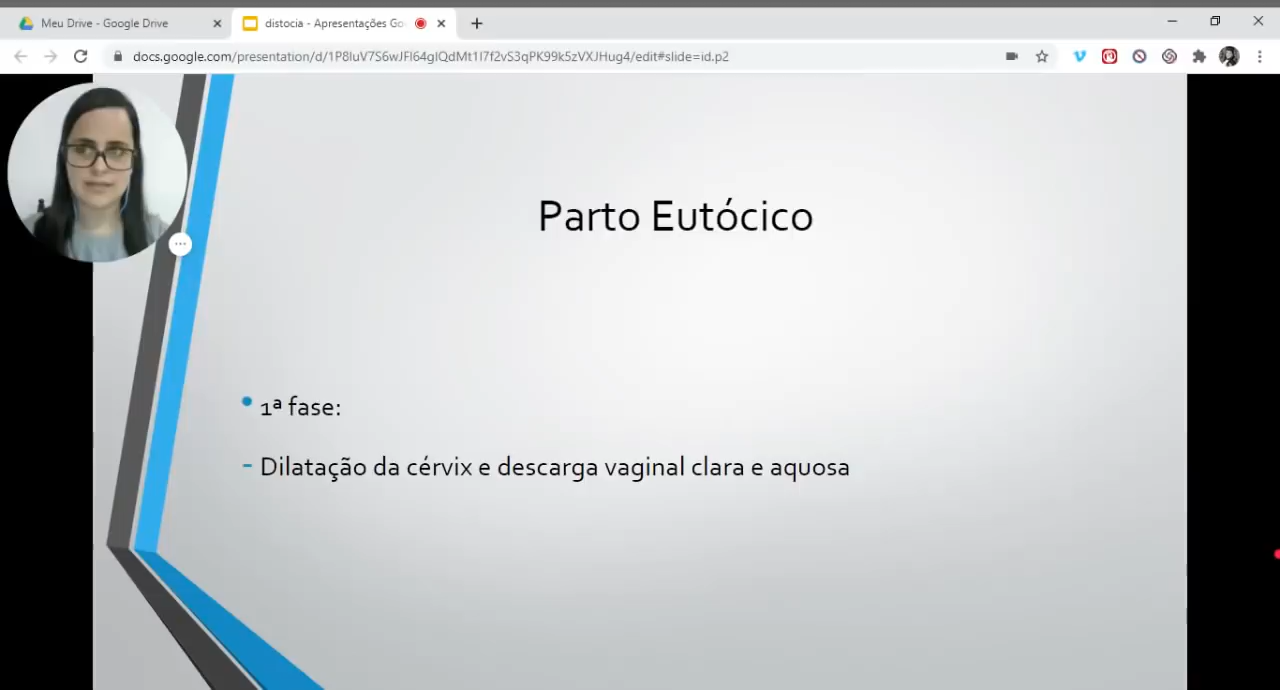 Meu Drive - Google Drive
distocia - Apresentações Go
docs.google.com/presentation/d/1P8IuV7S6wJFI64gIQdMt1I7f2vS3qPK99k5zVXJHug4/edit#slide=id.p2
Parto Eutócico
1ª fase:
- Dilatação da cérvix e descarga vaginal clara e aquosa